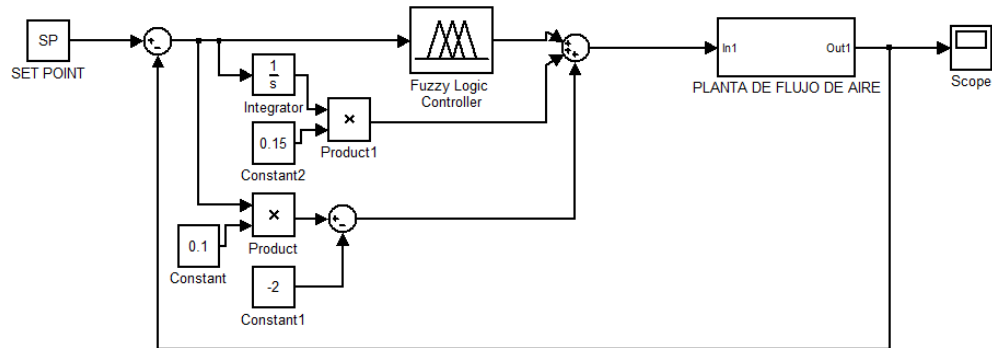 SP
SET POINT
+
-
1
s
Integrator
0.15
Constant2
×
Product1
Fuzzy Logic
Controller
+
+
+
In1
Out1
PLANTA DE FLUJO DE AIRE
Scope
0.1
Constant
×
Product
+
-
-2
Constant1